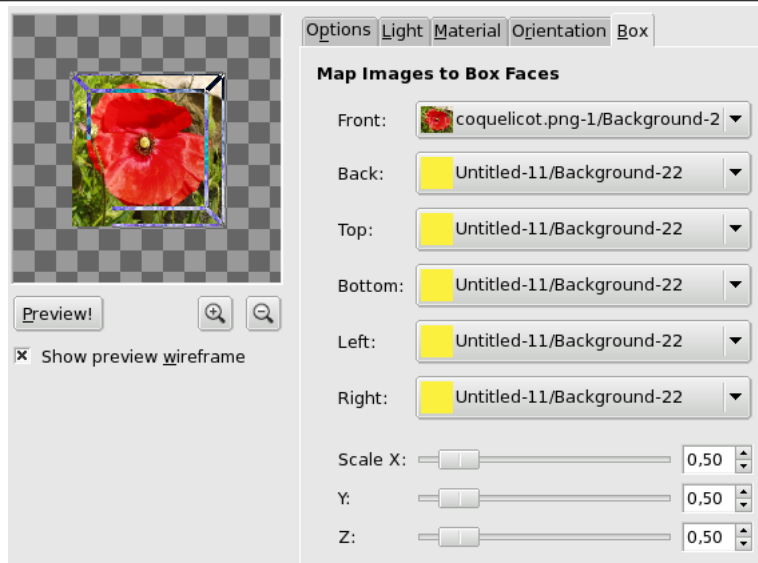 Options Light Material Orientation Box
Map Images to Box Faces
Front: coquelicot.png-1/Background-2
Back: Untitled-11/Background-22
Top: Untitled-11/Background-22
Bottom: Untitled-11/Background-22
Left: Untitled-11/Background-22
Right: Untitled-11/Background-22
Scale X: 0,50
Y: 0,50
Z: 0,50
Preview!
Show preview wireframe